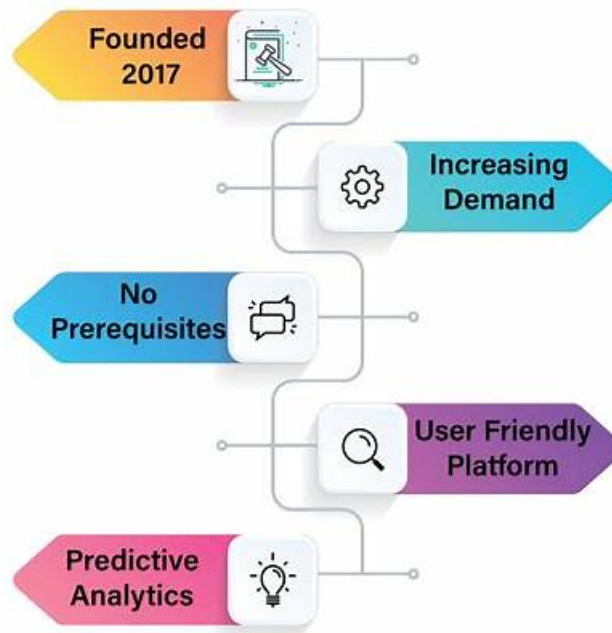 Founded
2017
Increasing
Demand
No
Prerequisites
User Friendly
Platform
Predictive
Analytics